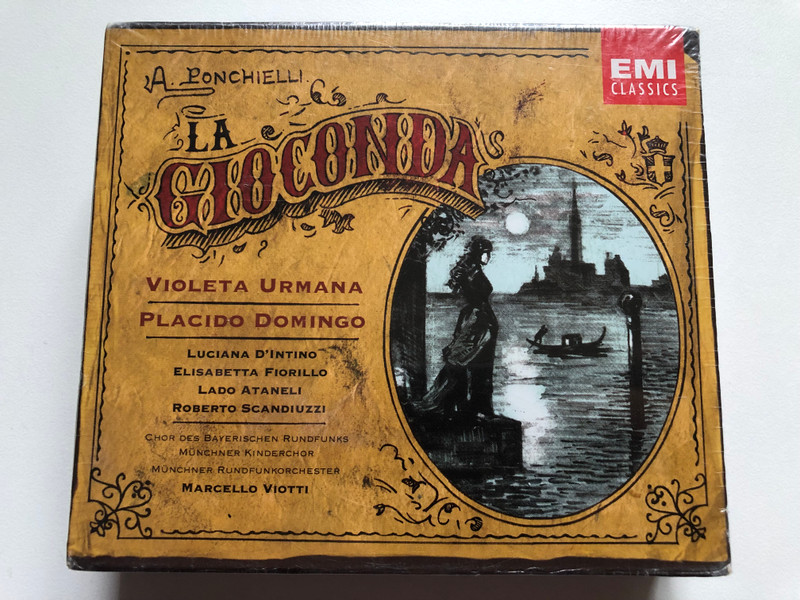 A. PONCHIELLI.
EMI
CLASSICS
LA
GIOCONDA
VIOLETA URMANA
PLACIDO DOMINGO
LUCIANA D'INTINO
ELISABETTA FIORILLO
LADO ATANELI
ROBERTO SCANDIUZZI
CHOR DES BAYERISCHEN RUNDFUNKS
MÜNCHNER KINDERCHOR
MÜNCHNER RUNDFUNKORCHESTER
MARCELLO VIOTTI